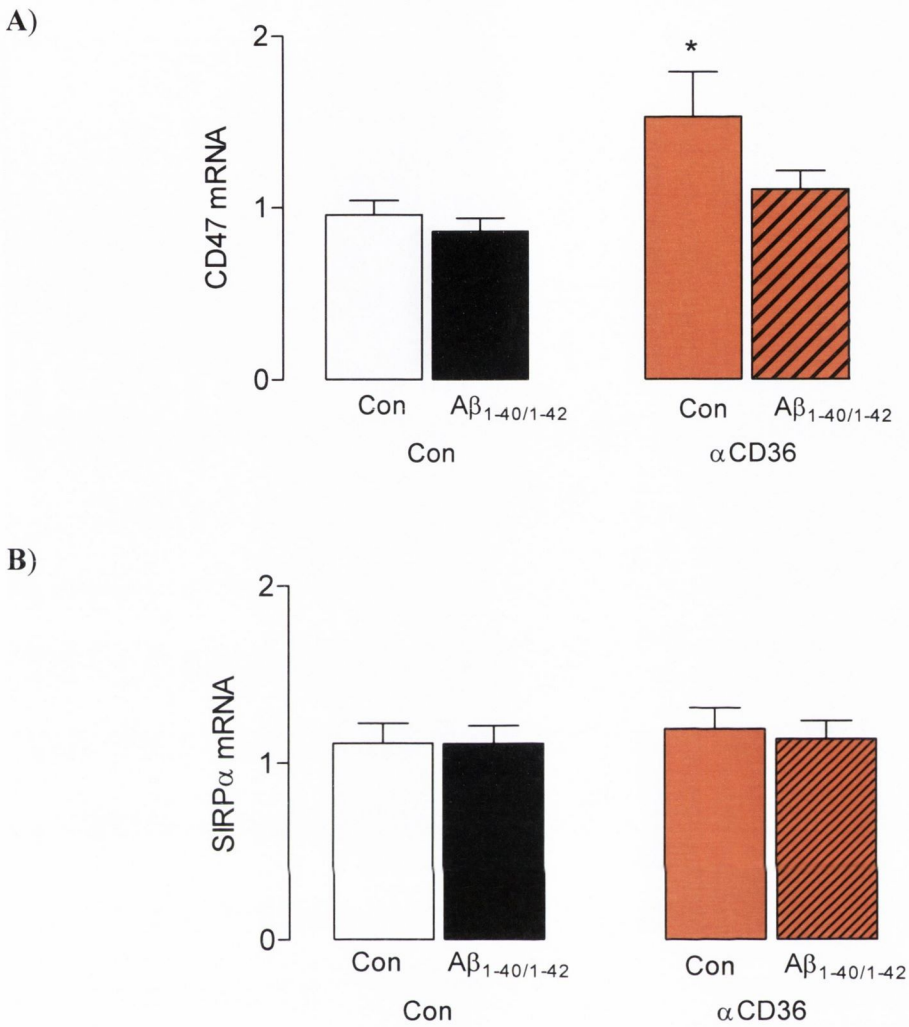 A)
2
*
1
CD47 mRNA
0
Con Aβ1-40/1-42 Con Aβ1-40/1-42
Con αCD36
B)
2
1
SIRPα mRNA
0
Con Aβ1-40/1-42 Con Aβ1-40/1-42
Con αCD36